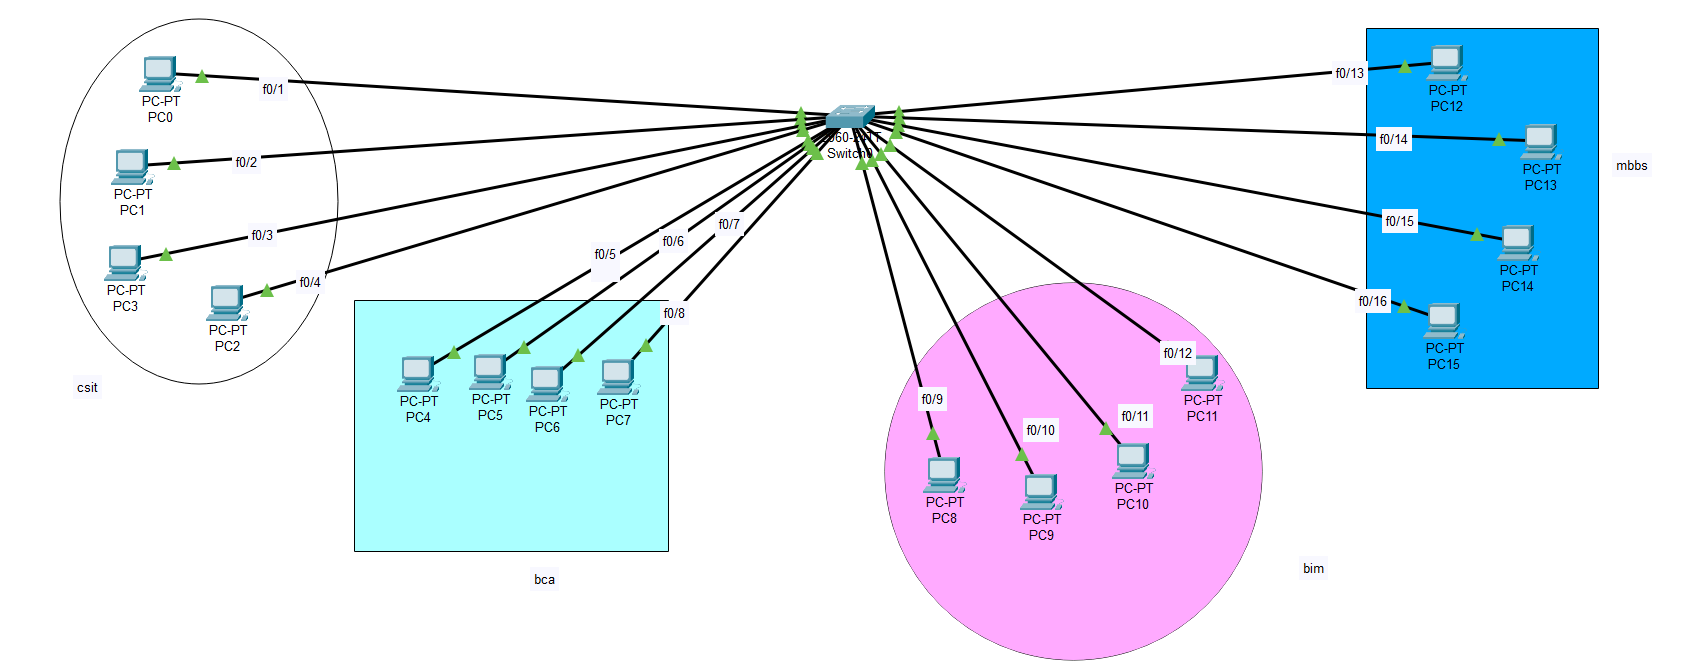 PC-PT
PC0
f0/1
PC-PT
PC1
f0/2
PC-PT
PC3
f0/3
PC-PT
PC2
f0/4
csit
Switch0
f0/5
f0/6
f0/7
f0/8
PC-PT
PC4
PC-PT
PC5
PC-PT
PC6
PC-PT
PC7
bca
f0/9
f0/10
f0/11
f0/12
PC-PT
PC8
PC-PT
PC9
PC-PT
PC10
PC-PT
PC11
bim
f0/13
f0/14
f0/15
f0/16
PC-PT
PC12
PC-PT
PC13
PC-PT
PC14
PC-PT
PC15
mbbs